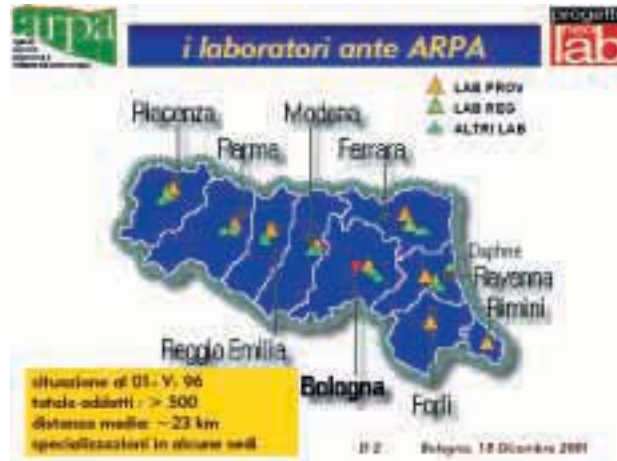 arpa
i laboratori ante ARPA
progetti
lab
LAB PROV
LAB REG
ALTRI LAB
Piacenza
Modena
Parma
Ferrara
Daphne
Ravenna
Rimini
Reggio Emilia
Bologna
Forlì
situazione al 01-V-96
totale addetti : > 500
distanza media: ~23 km
specializzazioni in alcune sedi
Bologna, 18 Dicembre 2001